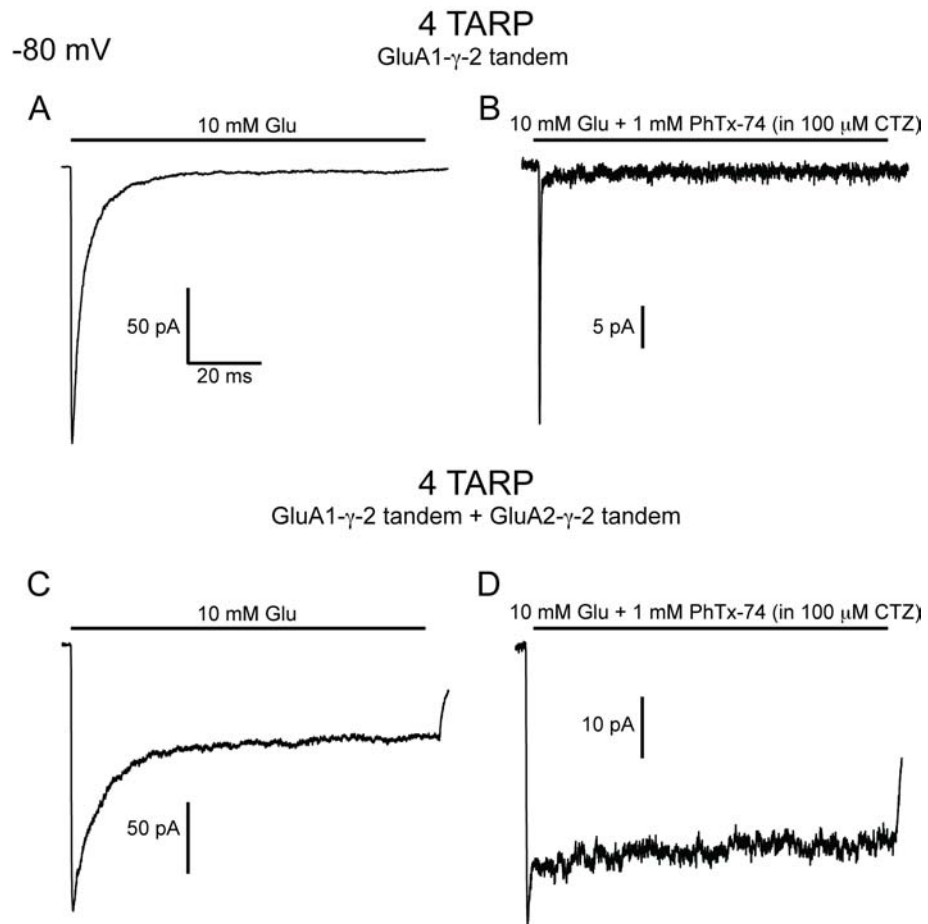 4 TARP
GluA1-γ-2 tandem
-80 mV
A
10 mM Glu
50 pA
20 ms
B
10 mM Glu + 1 mM PhTx-74 (in 100 μM CTZ)
5 pA
4 TARP
GluA1-γ-2 tandem + GluA2-γ-2 tandem
C
10 mM Glu
50 pA
D
10 mM Glu + 1 mM PhTx-74 (in 100 μM CTZ)
10 pA